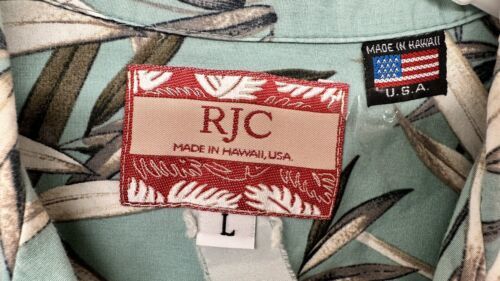 MADE IN HAWAII
U.S.A.
RJC
MADE IN HAWAII, USA.
L